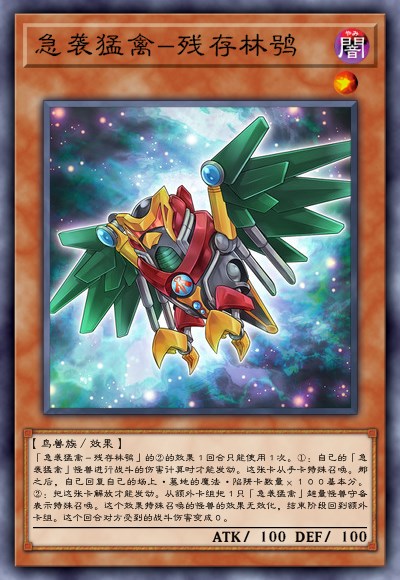 急袭猛禽–残存林鸮
やみ
闇
【鸟兽族／效果】
「急袭猛禽–残存林鸮」的②的效果１回合只能使用１次。①：自己的「急
袭猛禽」怪兽进行战斗的伤害计算时才能发动。这张卡从手卡特殊召唤。那
之后，自己回复自己的场上・墓地的魔法・陷阱卡数量×１００基本分。
②：把这张卡解放才能发动。从额外卡组把１只「急袭猛禽」超量怪兽守备
表示特殊召唤。这个效果特殊召唤的怪兽的效果无效化，结束阶段回到额外
卡组。这个回合对方受到的战斗伤害变成０。
ATK/ 100 DEF/ 100